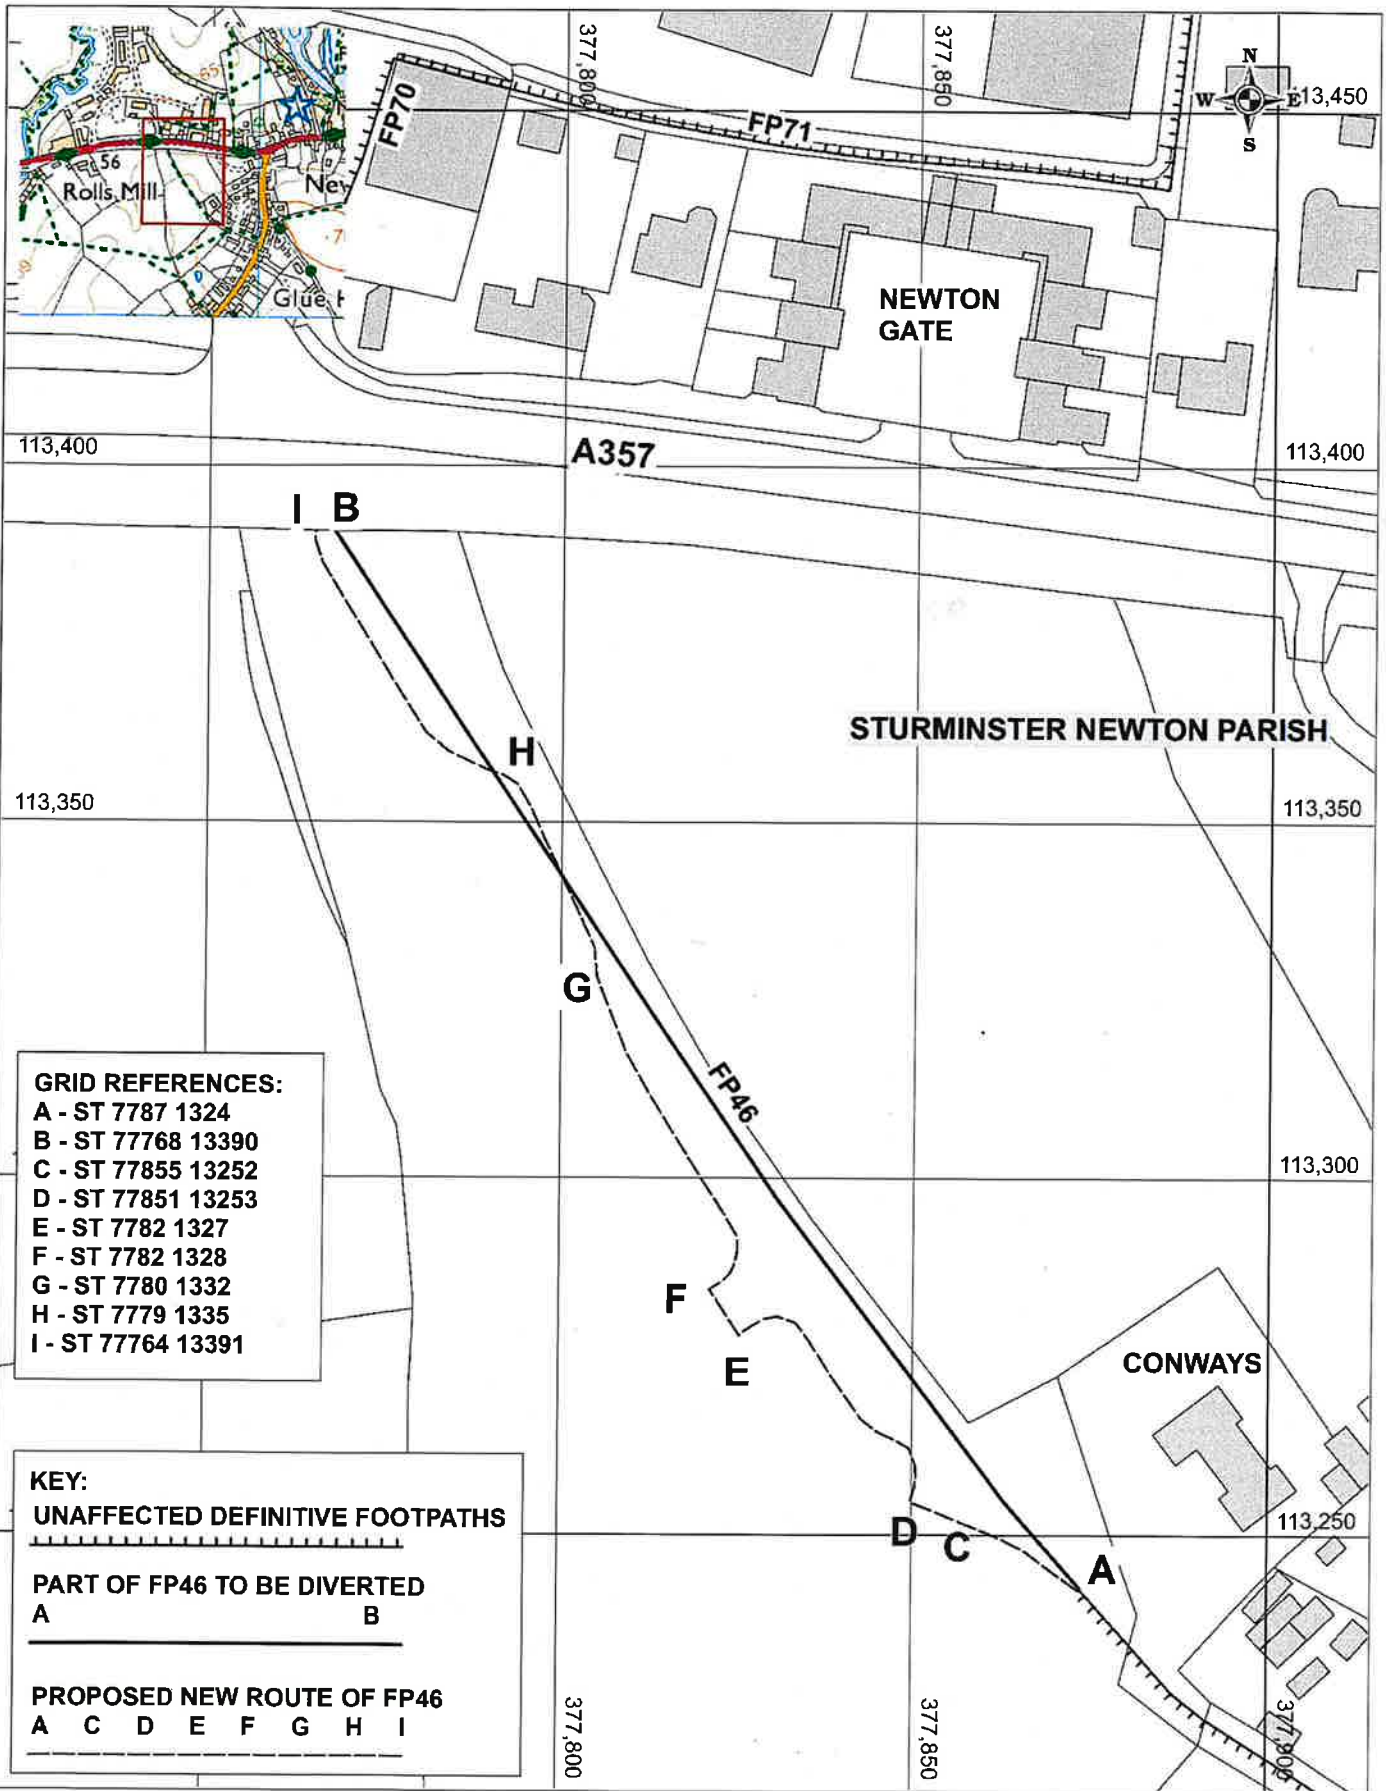 377,800
377,850
N
W
E
S
113,450
FP70
FP71
65
56
Rolls Mill
Glue H
NEWTON
GATE
113,400
A357
113,400
I B
STURMINSTER NEWTON PARISH
H
113,350
113,350
G
FP46
GRID REFERENCES:
A - ST 7787 1324
B - ST 77768 13390
C - ST 77855 13252
D - ST 77851 13253
E - ST 7782 1327
F - ST 7782 1328
G - ST 7780 1332
H - ST 7779 1335
I - ST 77764 13391
113,300
F
E
CONWAYS
KEY:
UNAFFECTED DEFINITIVE FOOTPATHS
PART OF FP46 TO BE DIVERTED
A B
PROPOSED NEW ROUTE OF FP46
A C D E F G H I
D
C
A
113,250
377,800
377,850
377,900